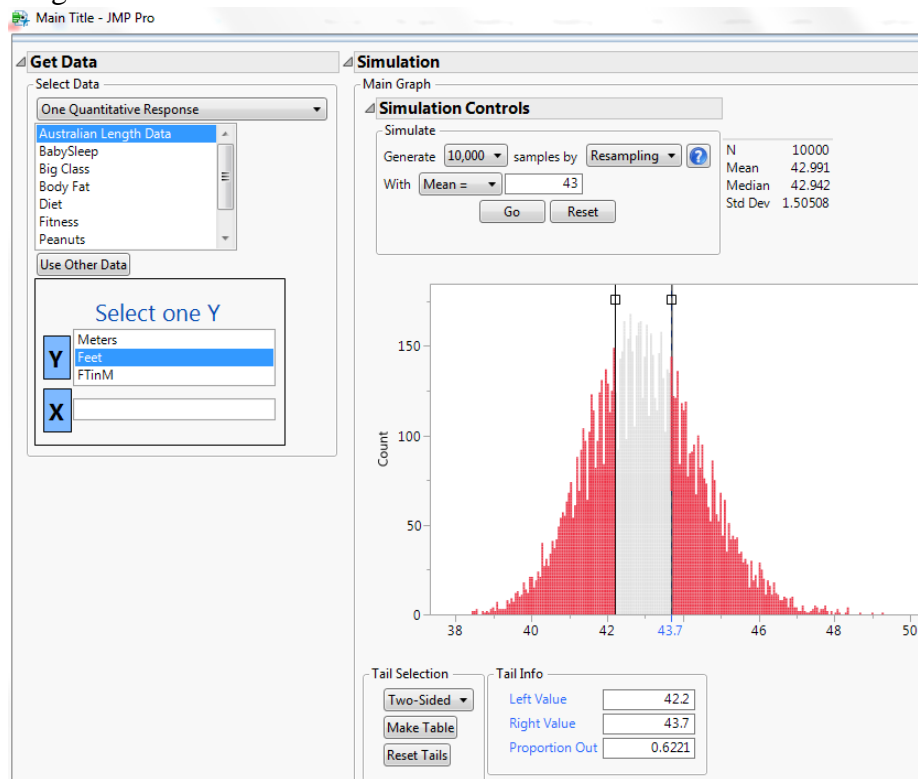 Main Title - JMP Pro
Get Data
Select Data
One Quantitative Response
Australian Length Data
BabySleep
Big Class
Body Fat
Diet
Fitness
Peanuts
Use Other Data
Select one Y
Y
Meters
Feet
FTinM
X
Simulation
Main Graph
Simulation Controls
Simulate
Generate 10,000 samples by Resampling ?
With Mean = 43
Go Reset
N 10000
Mean 42.991
Median 42.942
Std Dev 1.50508
Count
150
100
50
0
38 40 42 43.7 46 48 50
Tail Selection
Two-Sided
Make Table
Reset Tails
Tail Info
Left Value 42.2
Right Value 43.7
Proportion Out 0.6221